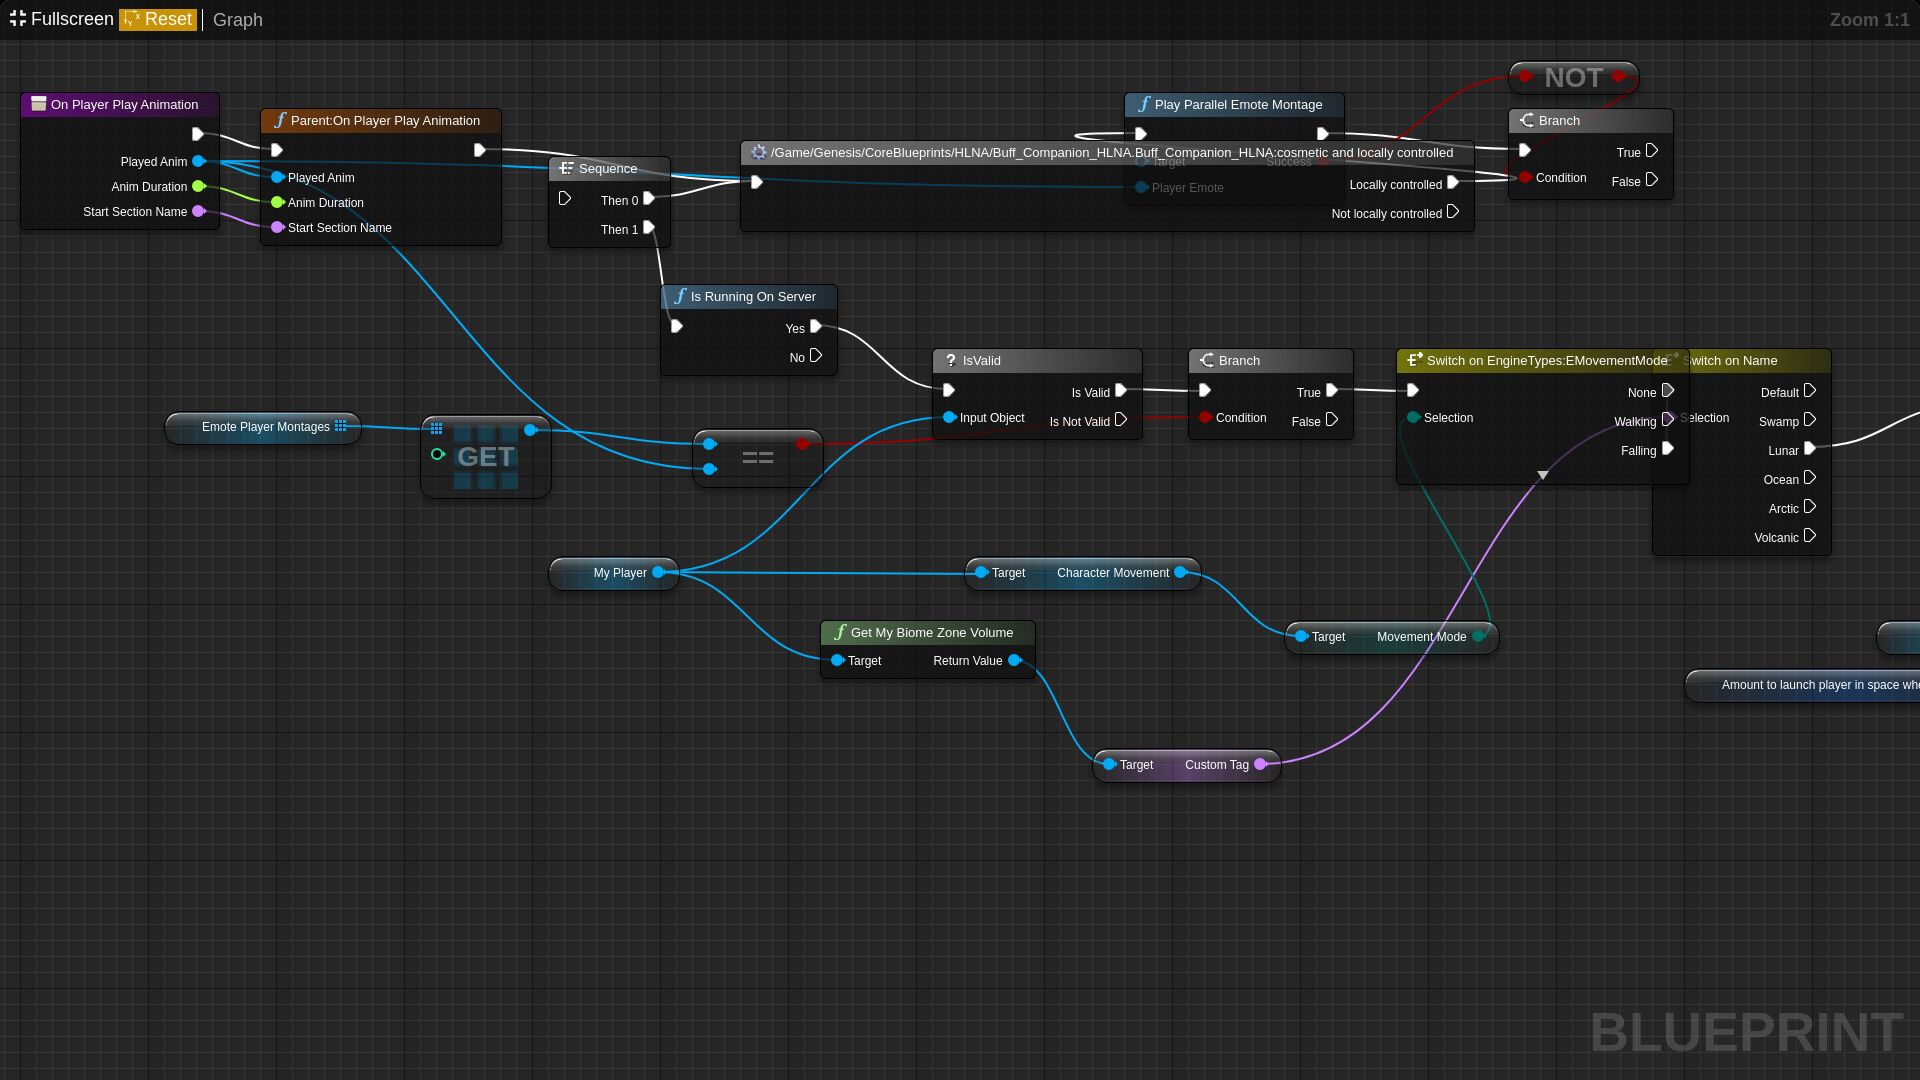 Fullscreen Reset Graph
Zoom 1:1
NOT
On Player Play Animation
Played Anim
Anim Duration
Start Section Name
Parent:On Player Play Animation
Played Anim
Anim Duration
Start Section Name
Sequence
Then 0
Then 1
Play Parallel Emote Montage
Target
Success
Player Emote
/Game/Genesis/CoreBlueprints/HLNA/Buff_Companion_HLNA.Buff_Companion_HLNA:cosmetic and locally controlled
Locally controlled
Not locally controlled
Branch
True
Condition
False
Is Running On Server
Yes
No
IsValid
Is Valid
Input Object
Is Not Valid
Branch
True
Condition
False
Switch on EngineTypes:EMovementMode
None
Selection
Walking
Falling
Switch on Name
Default
Selection
Swamp
Lunar
Ocean
Arctic
Volcanic
Emote Player Montages
GET
==
My Player
Target
Character Movement
Get My Biome Zone Volume
Target
Return Value
Target
Movement Mode
Amount to launch player in space
Target
Custom Tag
BLUEPRINT